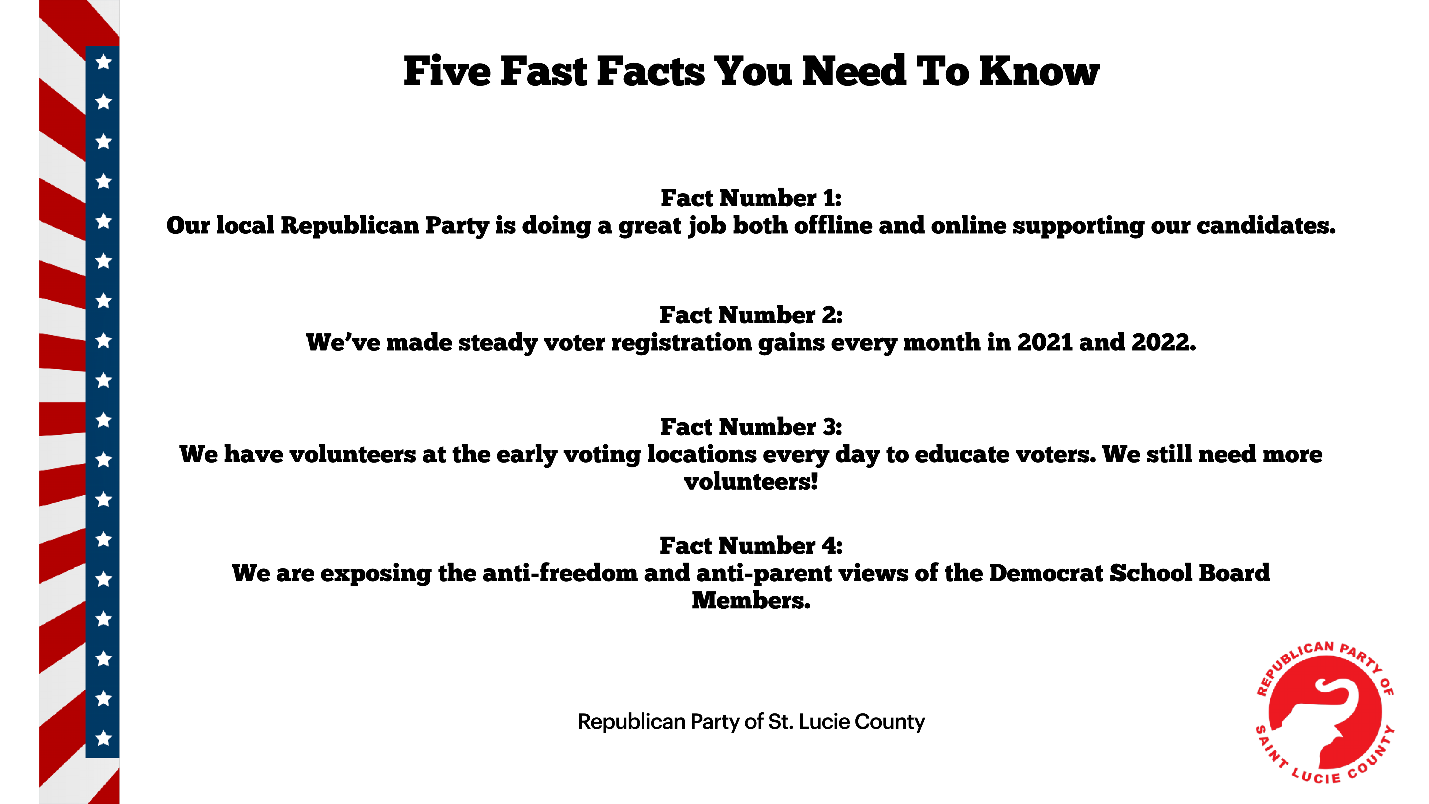 Five Fast Facts You Need To Know
Fact Number 1:
Our local Republican Party is doing a great job both offline and online supporting our candidates.
Fact Number 2:
We’ve made steady voter registration gains every month in 2021 and 2022.
Fact Number 3:
We have volunteers at the early voting locations every day to educate voters. We still need more
volunteers!
Fact Number 4:
We are exposing the anti-freedom and anti-parent views of the Democrat School Board
Members.
Republican Party of St. Lucie County
REPUBLICAN PARTY OF
SAINT LUCIE COUNTY